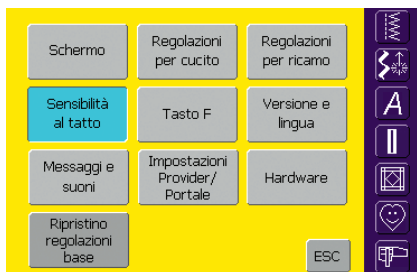 Schermo
Regolazioni
per cucito
Regolazioni
per ricamo
Sensibilità
al tatto
Tasto F
Versione e
lingua
Messaggi e
suoni
Impostazioni
Provider/
Portale
Hardware
Ripristino
regolazioni
base
ESC
A